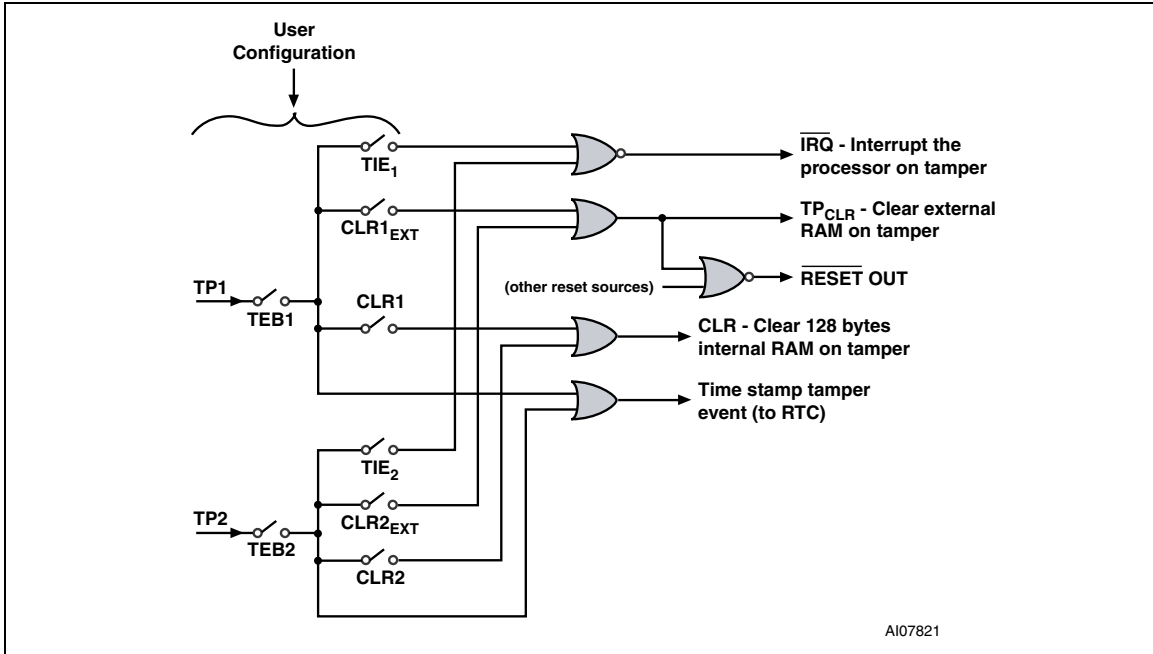 User
Configuration
TIE1
IRQ - Interrupt the
processor on tamper
CLR1EXT
TPCLR - Clear external
RAM on tamper
TP1
TEB1
(other reset sources)
RESET OUT
CLR1
CLR - Clear 128 bytes
internal RAM on tamper
Time stamp tamper
event (to RTC)
TIE2
TP2
TEB2
CLR2EXT
CLR2
AI07821